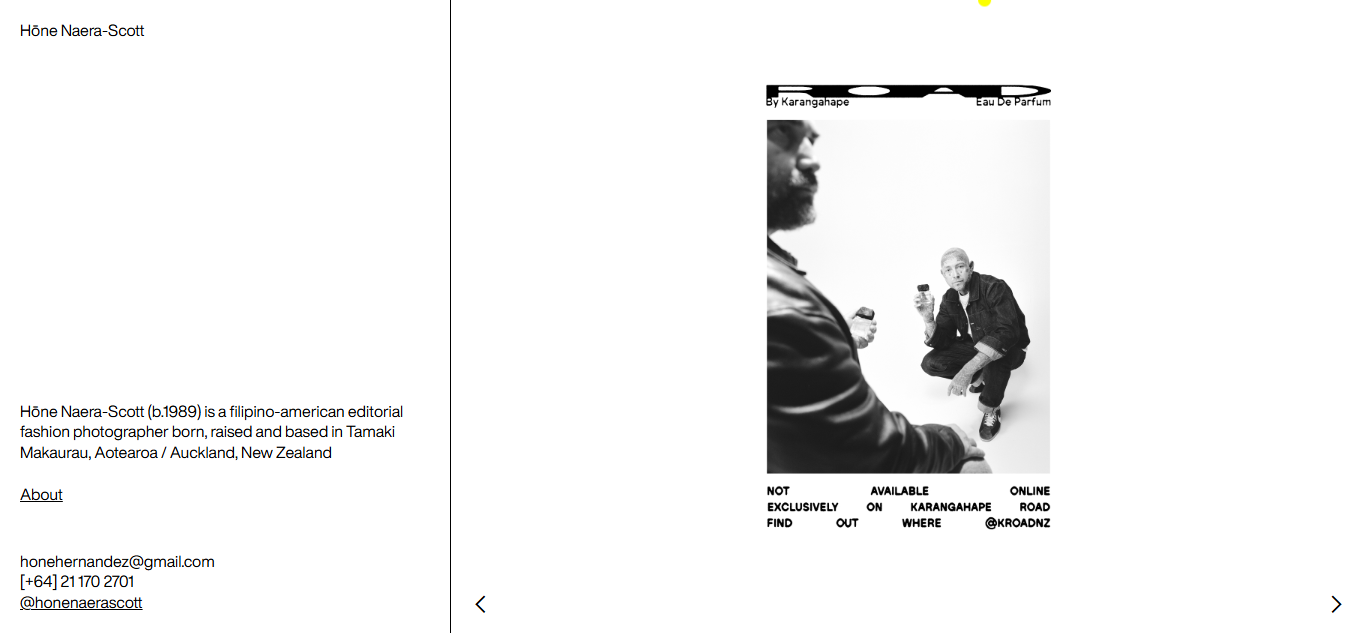 Hōne Naera-Scott
Hōne Naera-Scott (b.1989) is a filipino-american editorial
fashion photographer born, raised and based in Tamaki
Makaurau, Aotearoa / Auckland, New Zealand
About
honehernandez@gmail.com
[+64] 21 170 2701
@honenaerascott
ROAD
By Karangahape Eau De Parfum
NOT AVAILABLE ONLINE
EXCLUSIVELY ON KARANGAHAPE ROAD
FIND OUT WHERE @KROADNZ